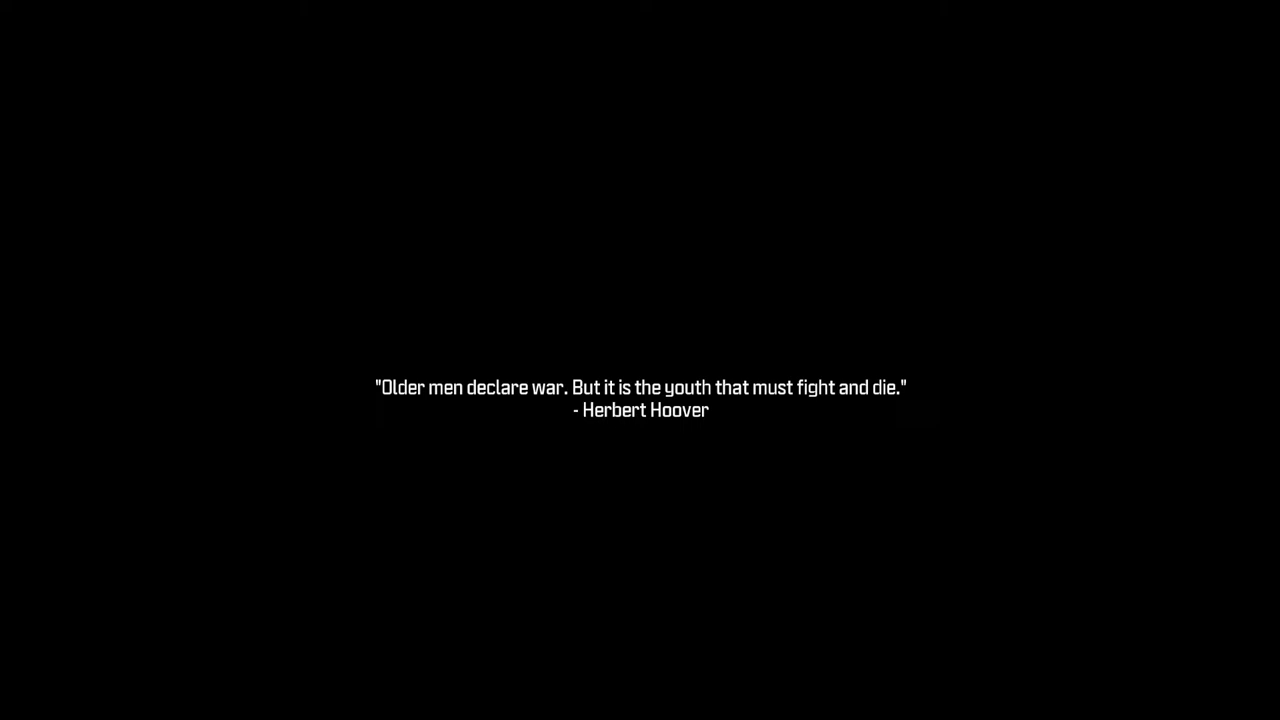 "Older men declare war. But it is the youth that must fight and die."
- Herbert Hoover